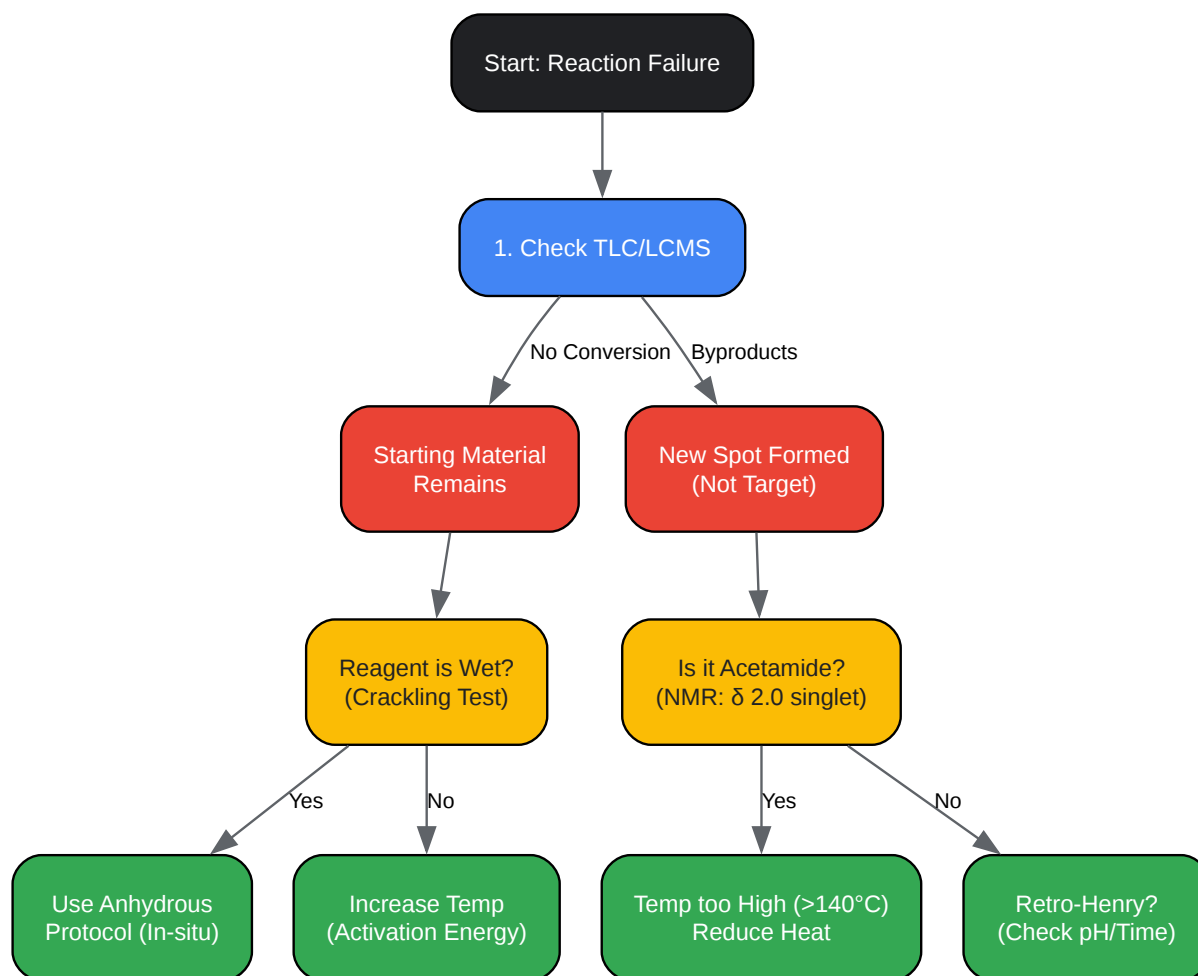 Start: Reaction Failure
1. Check TLC/LCMS
No Conversion
Byproducts
Starting Material
Remains
New Spot Formed
(Not Target)
Reagent is Wet?
(Crackling Test)
Is it Acetamide?
(NMR: δ 2.0 singlet)
Yes
No
Yes
No
Use Anhydrous
Protocol (In-situ)
Increase Temp
(Activation Energy)
Temp too High (>140°C)
Reduce Heat
Retro-Henry?
(Check pH/Time)